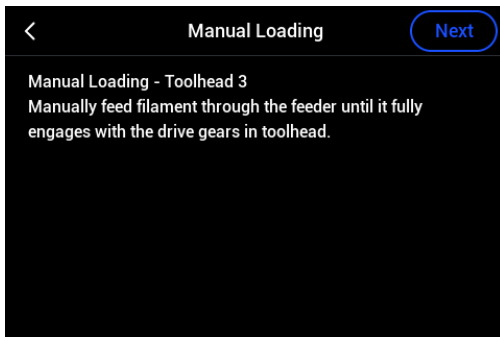 Manual Loading
Next
Manual Loading - Toolhead 3
Manually feed filament through the feeder until it fully
engages with the drive gears in toolhead.